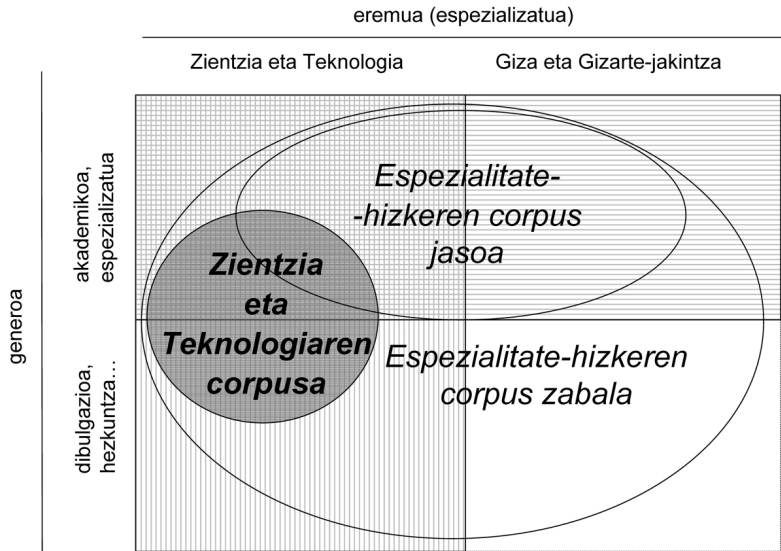 eremua (espezializatua)
Zientzia eta Teknologia
Giza eta Gizarte-jakintza
generoa
akademikoa,
espezializatua
dibulgazioa,
hezkuntza…
Espezialitate-
-hizkeren corpus
jasoa
Zientzia
eta
Teknologiaren
corpusa
Espezialitate-hizkeren
corpus zabala